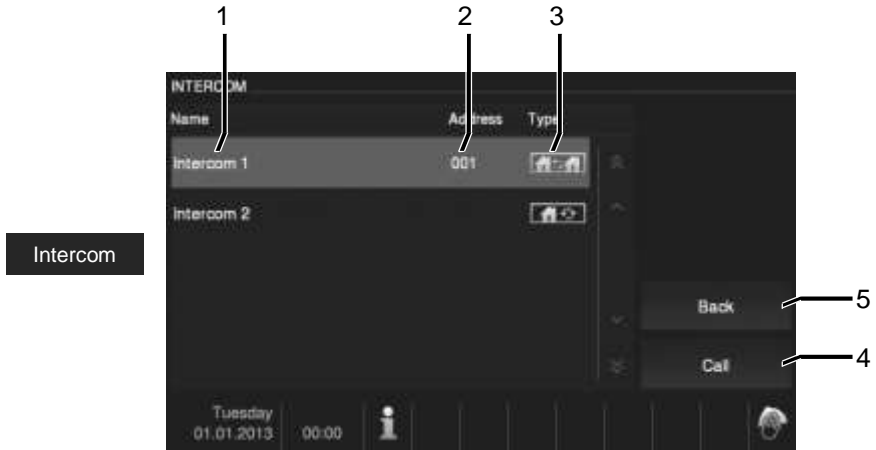 1 2 3
INTERCOM
Name Address Type
Intercom 1 001
Intercom 2
Intercom
Back 5
Call 4
Tuesday
01.01.2013 00:00